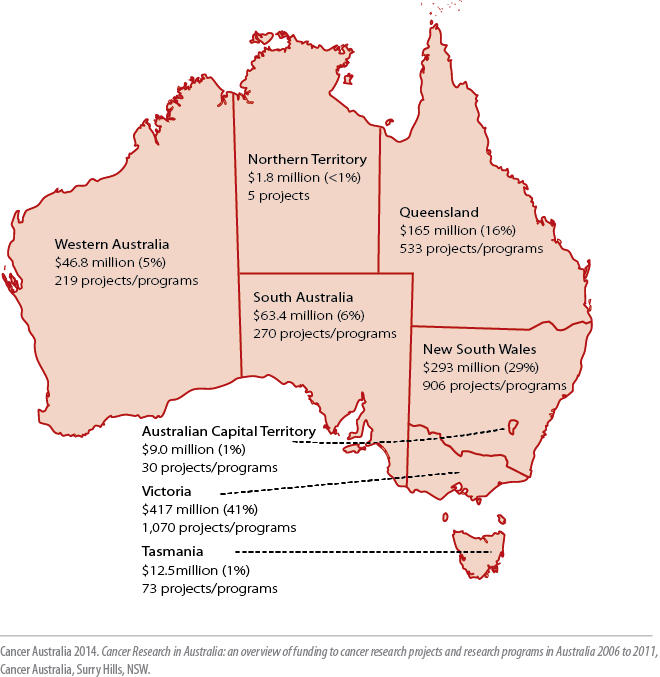 Northern Territory
$1.8 million (<1%)
5 projects
Queensland
$165 million (16%)
533 projects/programs
Western Australia
$46.8 million (5%)
219 projects/programs
South Australia
$63.4 million (6%)
270 projects/programs
New South Wales
$293 million (29%)
906 projects/programs
Australian Capital Territory
$9.0 million (1%)
30 projects/programs
Victoria
$417 million (41%)
1,070 projects/programs
Tasmania
$12.5million (1%)
73 projects/programs
Cancer Australia 2014. Cancer Research in Australia: an overview of funding to cancer research projects and research programs in Australia 2006 to 2011,
Cancer Australia, Surry Hills, NSW.